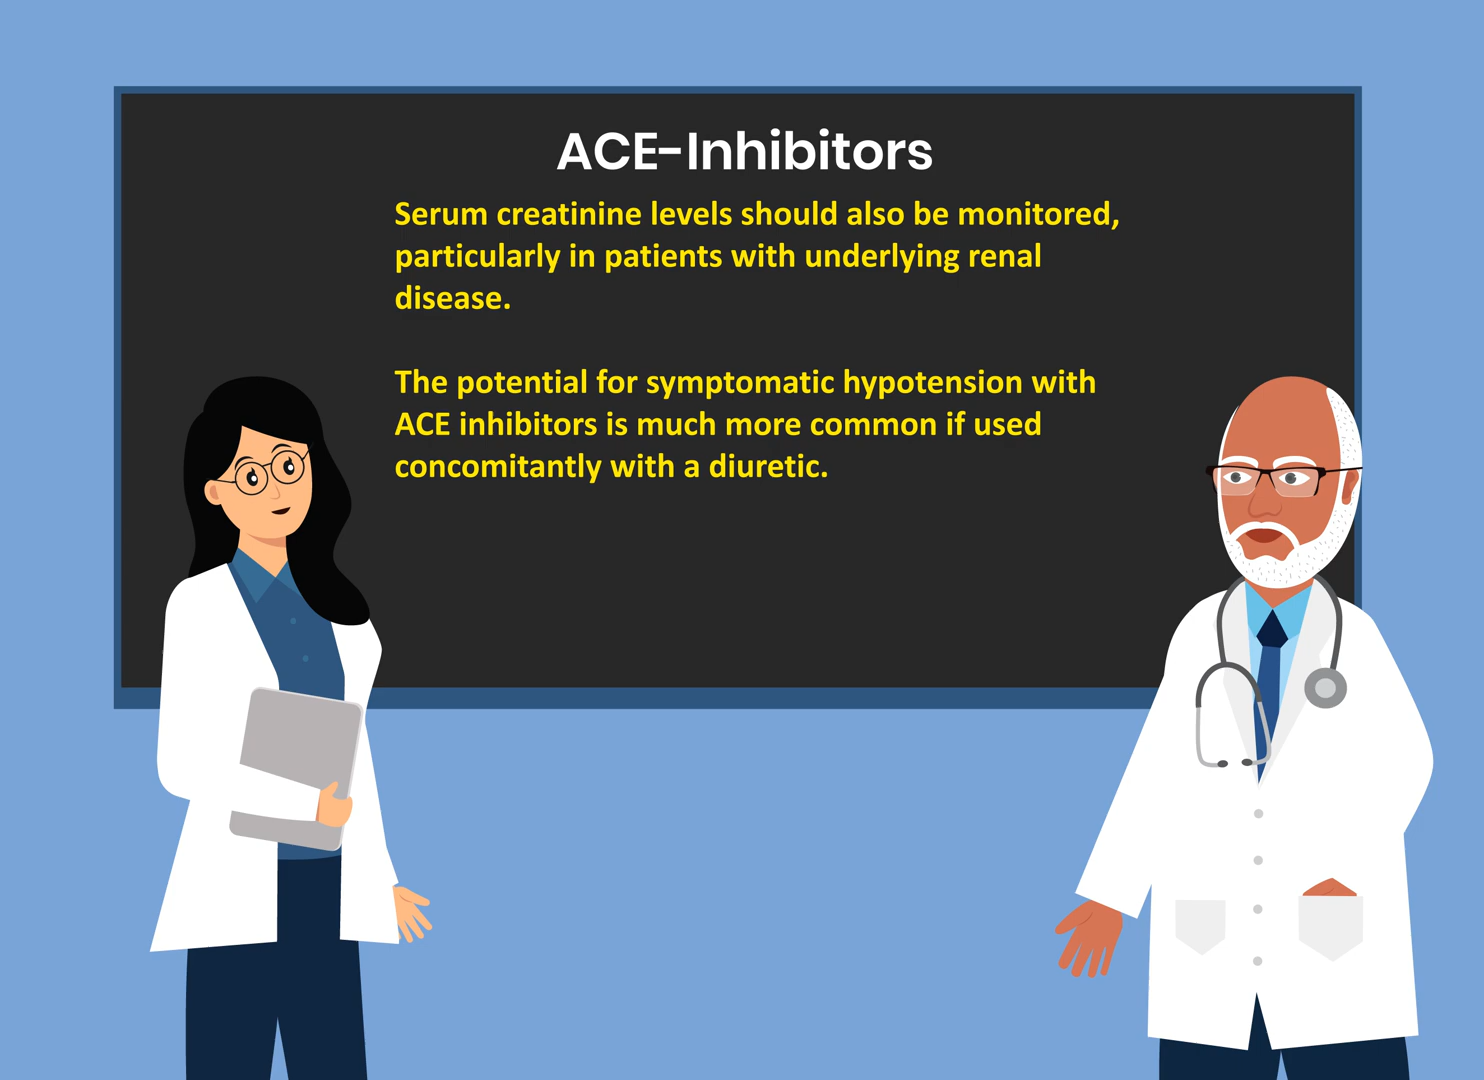 ACE-Inhibitors
Serum creatinine levels should also be monitored,
particularly in patients with underlying renal
disease.
The potential for symptomatic hypotension with
ACE inhibitors is much more common if used
concomitantly with a diuretic.